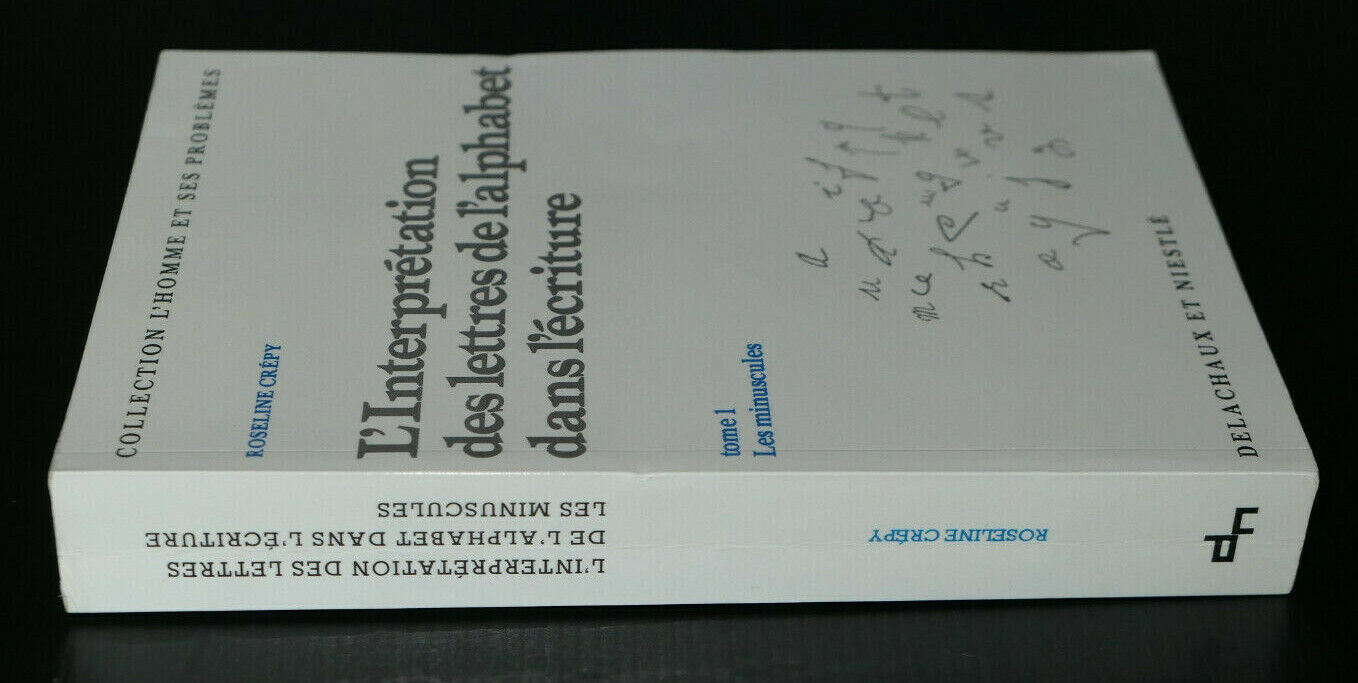 COLLECTION L'HOMME ET SES PROBLÈMES
ROSELINE CRÉPY
L'Interprétation
des lettres de l'alphabet
dans l'écriture
tome 1
Les minuscules
DELACHAUX ET NIESTLÉ
L'INTERPRÉTATION DES LETTRES
DE L'ALPHABET DANS L'ÉCRITURE
LES MINUSCULES
ROSELINE CRÉPY